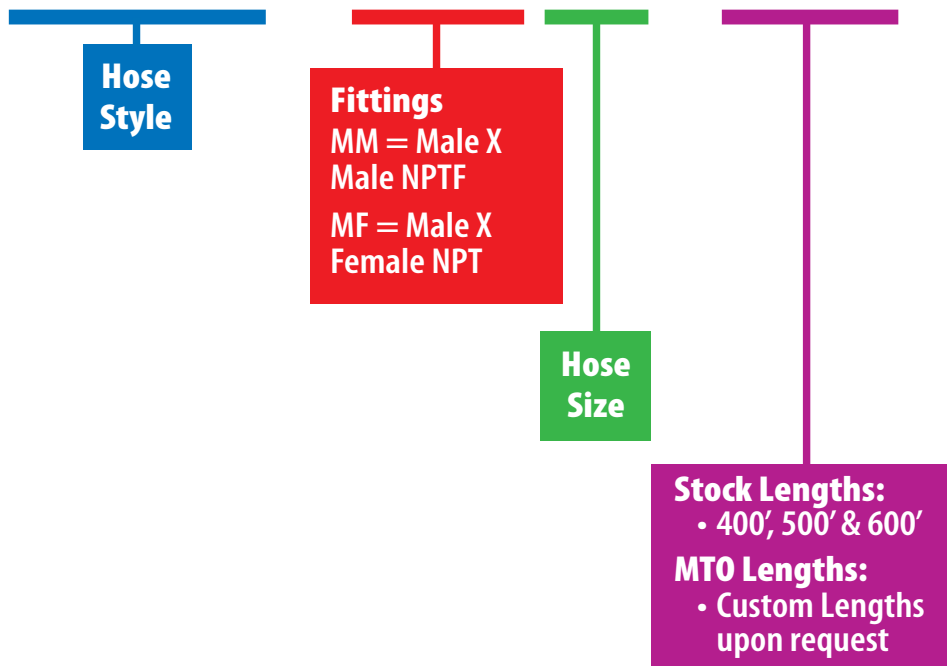 Hose
Style
Fittings
MM = Male X
Male NPTF
MF = Male X
Female NPT
Hose
Size
Stock Lengths:
• 400′, 500′ & 600′
MTO Lengths:
• Custom Lengths
upon request